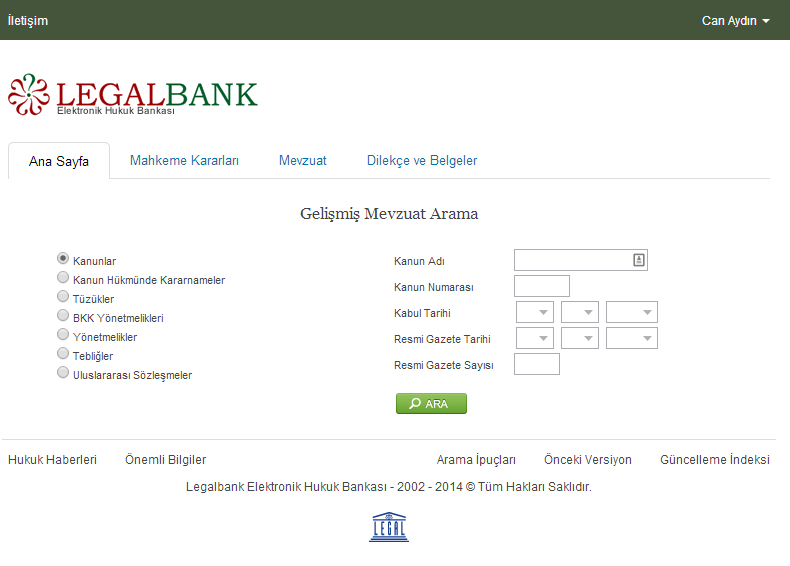 İletişim
Can Aydın
LEGALBANK
Elektronik Hukuk Bankası
Ana Sayfa
Mahkeme Kararları
Mevzuat
Dilekçe ve Belgeler
Gelişmiş Mevzuat Arama
Kanunlar
Kanun Hükmünde Kararnameler
Tüzükler
BKK Yönetmelikleri
Yönetmelikler
Tebliğler
Uluslararası Sözleşmeler
Kanun Adı
Kanun Numarası
Kabul Tarihi
Resmi Gazete Tarihi
Resmi Gazete Sayısı
ARA
Hukuk Haberleri
Önemli Bilgiler
Arama İpuçları
Önceki Versiyon
Güncelleme İndeksi
Legalbank Elektronik Hukuk Bankası - 2002 - 2014 © Tüm Hakları Saklıdır.
LEGAL